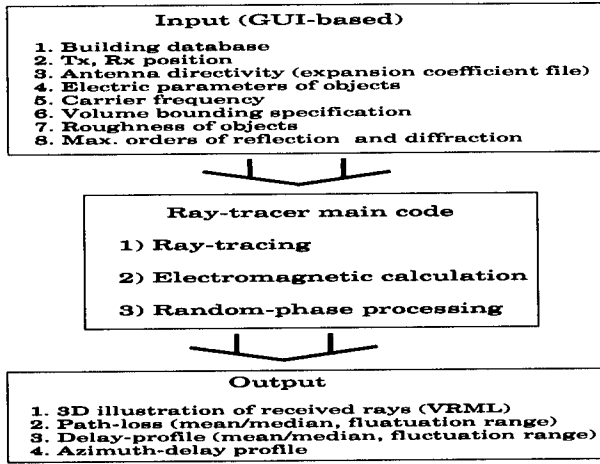 Input (GUI-based)
1. Building database
2. Tx, Rx position
3. Antenna directivity (expansion coefficient file)
4. Electric parameters of objects
5. Carrier frequency
6. Volume bounding specification
7. Roughness of objects
8. Max. orders of reflection and diffraction
Ray-tracer main code
1) Ray-tracing
2) Electromagnetic calculation
3) Random-phase processing
Output
1. 3D illustration of received rays (VRML)
2. Path-loss (mean/median, fluatuation range)
3. Delay-profile (mean/median, fluctuation range)
4. Azimuth-delay profile